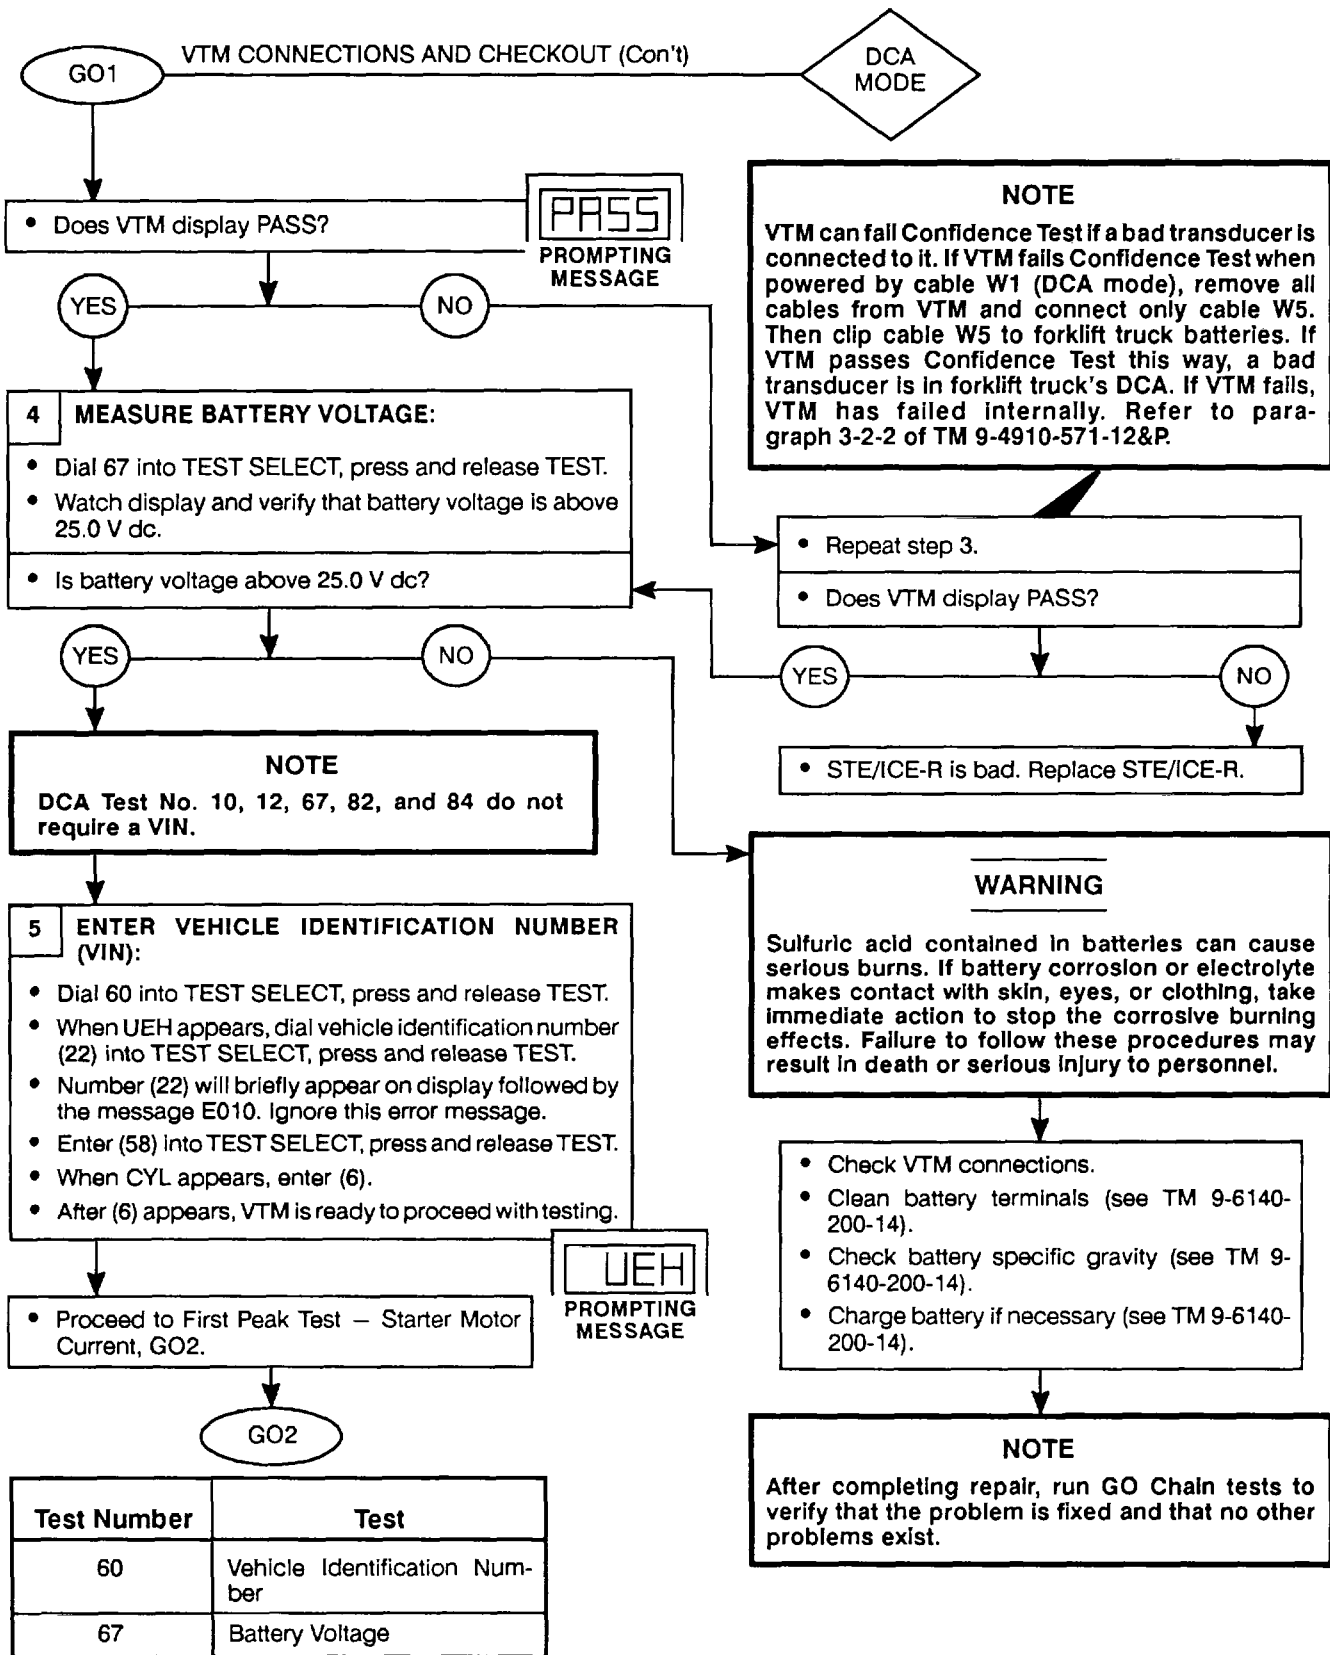 GO1
VTM CONNECTIONS AND CHECKOUT (Con't)
DCA
MODE
• Does VTM display PASS?
PASS
PROMPTING
MESSAGE
YES
NO
NOTE
VTM can fail Confidence Test if a bad transducer is
connected to it. If VTM fails Confidence Test when
powered by cable W1 (DCA mode), remove all
cables from VTM and connect only cable W5.
Then clip cable W5 to forklift truck batteries. If
VTM passes Confidence Test this way, a bad
transducer is in forklift truck's DCA. If VTM fails,
VTM has failed internally. Refer to para-
graph 3-2-2 of TM 9-4910-571-12&P.
4 MEASURE BATTERY VOLTAGE:
• Dial 67 into TEST SELECT, press and release TEST.
• Watch display and verify that battery voltage is above
25.0 V dc.
• Is battery voltage above 25.0 V dc?
• Repeat step 3.
• Does VTM display PASS?
YES
NO
YES
NO
• STE/ICE-R is bad. Replace STE/ICE-R.
NOTE
DCA Test No. 10, 12, 67, 82, and 84 do not
require a VIN.
WARNING
Sulfuric acid contained in batteries can cause
serious burns. If battery corrosion or electrolyte
makes contact with skin, eyes, or clothing, take
immediate action to stop the corrosive burning
effects. Failure to follow these procedures may
result in death or serious injury to personnel.
5 ENTER VEHICLE IDENTIFICATION NUMBER
(VIN):
• Dial 60 into TEST SELECT, press and release TEST.
• When UEH appears, dial vehicle identification number
(22) into TEST SELECT, press and release TEST.
• Number (22) will briefly appear on display followed by
the message E010. Ignore this error message.
• Enter (58) into TEST SELECT, press and release TEST.
• When CYL appears, enter (6).
• After (6) appears, VTM is ready to proceed with testing.
UEH
PROMPTING
MESSAGE
• Check VTM connections.
• Clean battery terminals (see TM 9-6140-
200-14).
• Check battery specific gravity (see TM 9-
6140-200-14).
• Charge battery if necessary (see TM 9-6140-
200-14).
• Proceed to First Peak Test – Starter Motor
Current, GO2.
GO2
NOTE
After completing repair, run GO Chain tests to
verify that the problem is fixed and that no other
problems exist.
Test Number Test
60 Vehicle Identification Num-
ber
67 Battery Voltage